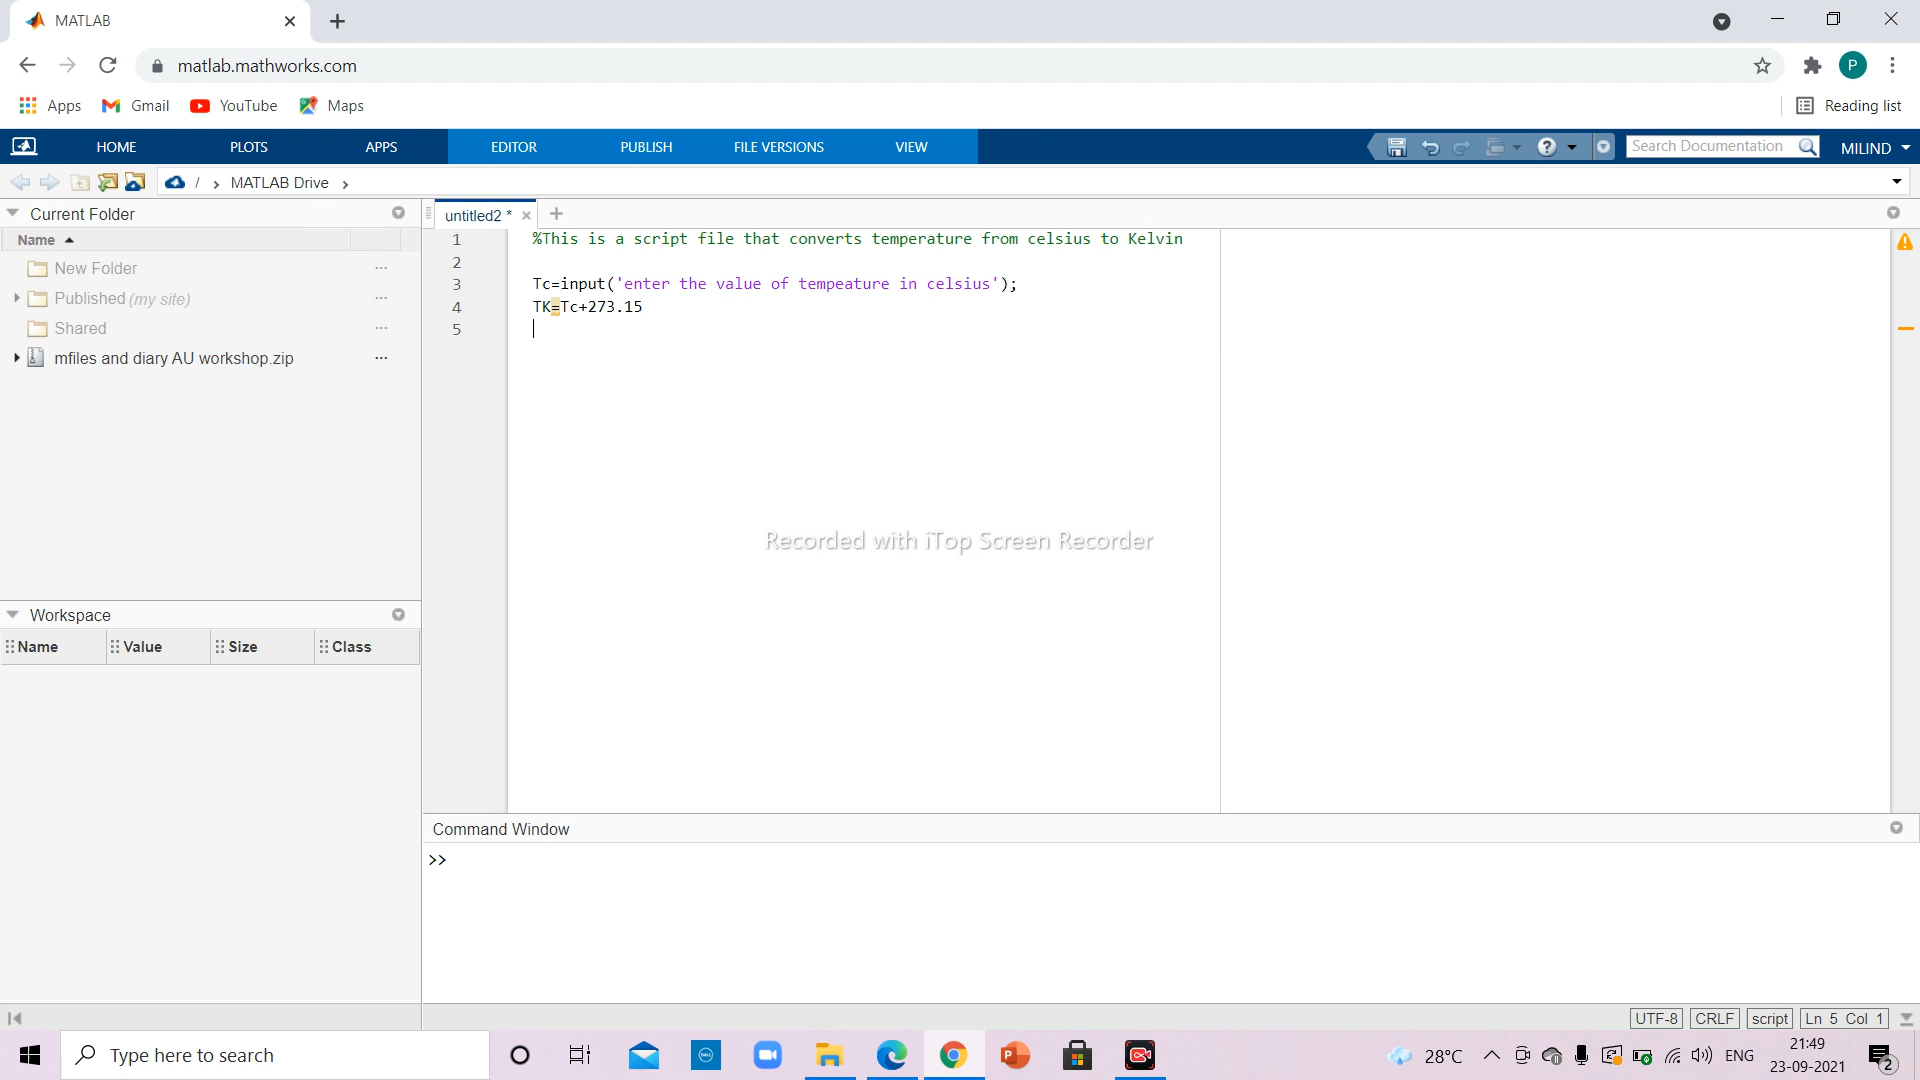 MATLAB
matlab.mathworks.com
P
Apps
Gmail
YouTube
Maps
Reading list
HOME
PLOTS
APPS
EDITOR
PUBLISH
FILE VERSIONS
VIEW
Search Documentation
MILIND
/ > MATLAB Drive >
Current Folder
Name
New Folder
Published (my site)
Shared
mfiles and diary AU workshop.zip
untitled2 *
1 %This is a script file that converts temperature from celsius to Kelvin
2
3 Tc=input('enter the value of tempeature in celsius');
4 TK=Tc+273.15
5
Recorded with iTop Screen Recorder
Workspace
Name Value Size Class
Command Window
>>
UTF-8 CRLF script Ln 5 Col 1
Type here to search
DELL
28°C
ENG
21:49
23-09-2021
2